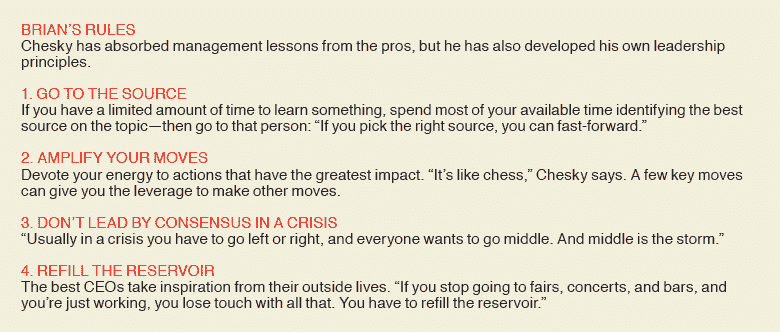 BRIAN’S RULES
Chesky has absorbed management lessons from the pros, but he has also developed his own leadership
principles.
1. GO TO THE SOURCE
If you have a limited amount of time to learn something, spend most of your available time identifying the best
source on the topic—then go to that person: “If you pick the right source, you can fast-forward.”
2. AMPLIFY YOUR MOVES
Devote your energy to actions that have the greatest impact. “It’s like chess,” Chesky says. A few key moves
can give you the leverage to make other moves.
3. DON’T LEAD BY CONSENSUS IN A CRISIS
“Usually in a crisis you have to go left or right, and everyone wants to go middle. And middle is the storm.”
4. REFILL THE RESERVOIR
The best CEOs take inspiration from their outside lives. “If you stop going to fairs, concerts, and bars, and
you’re just working, you lose touch with all that. You have to refill the reservoir.”